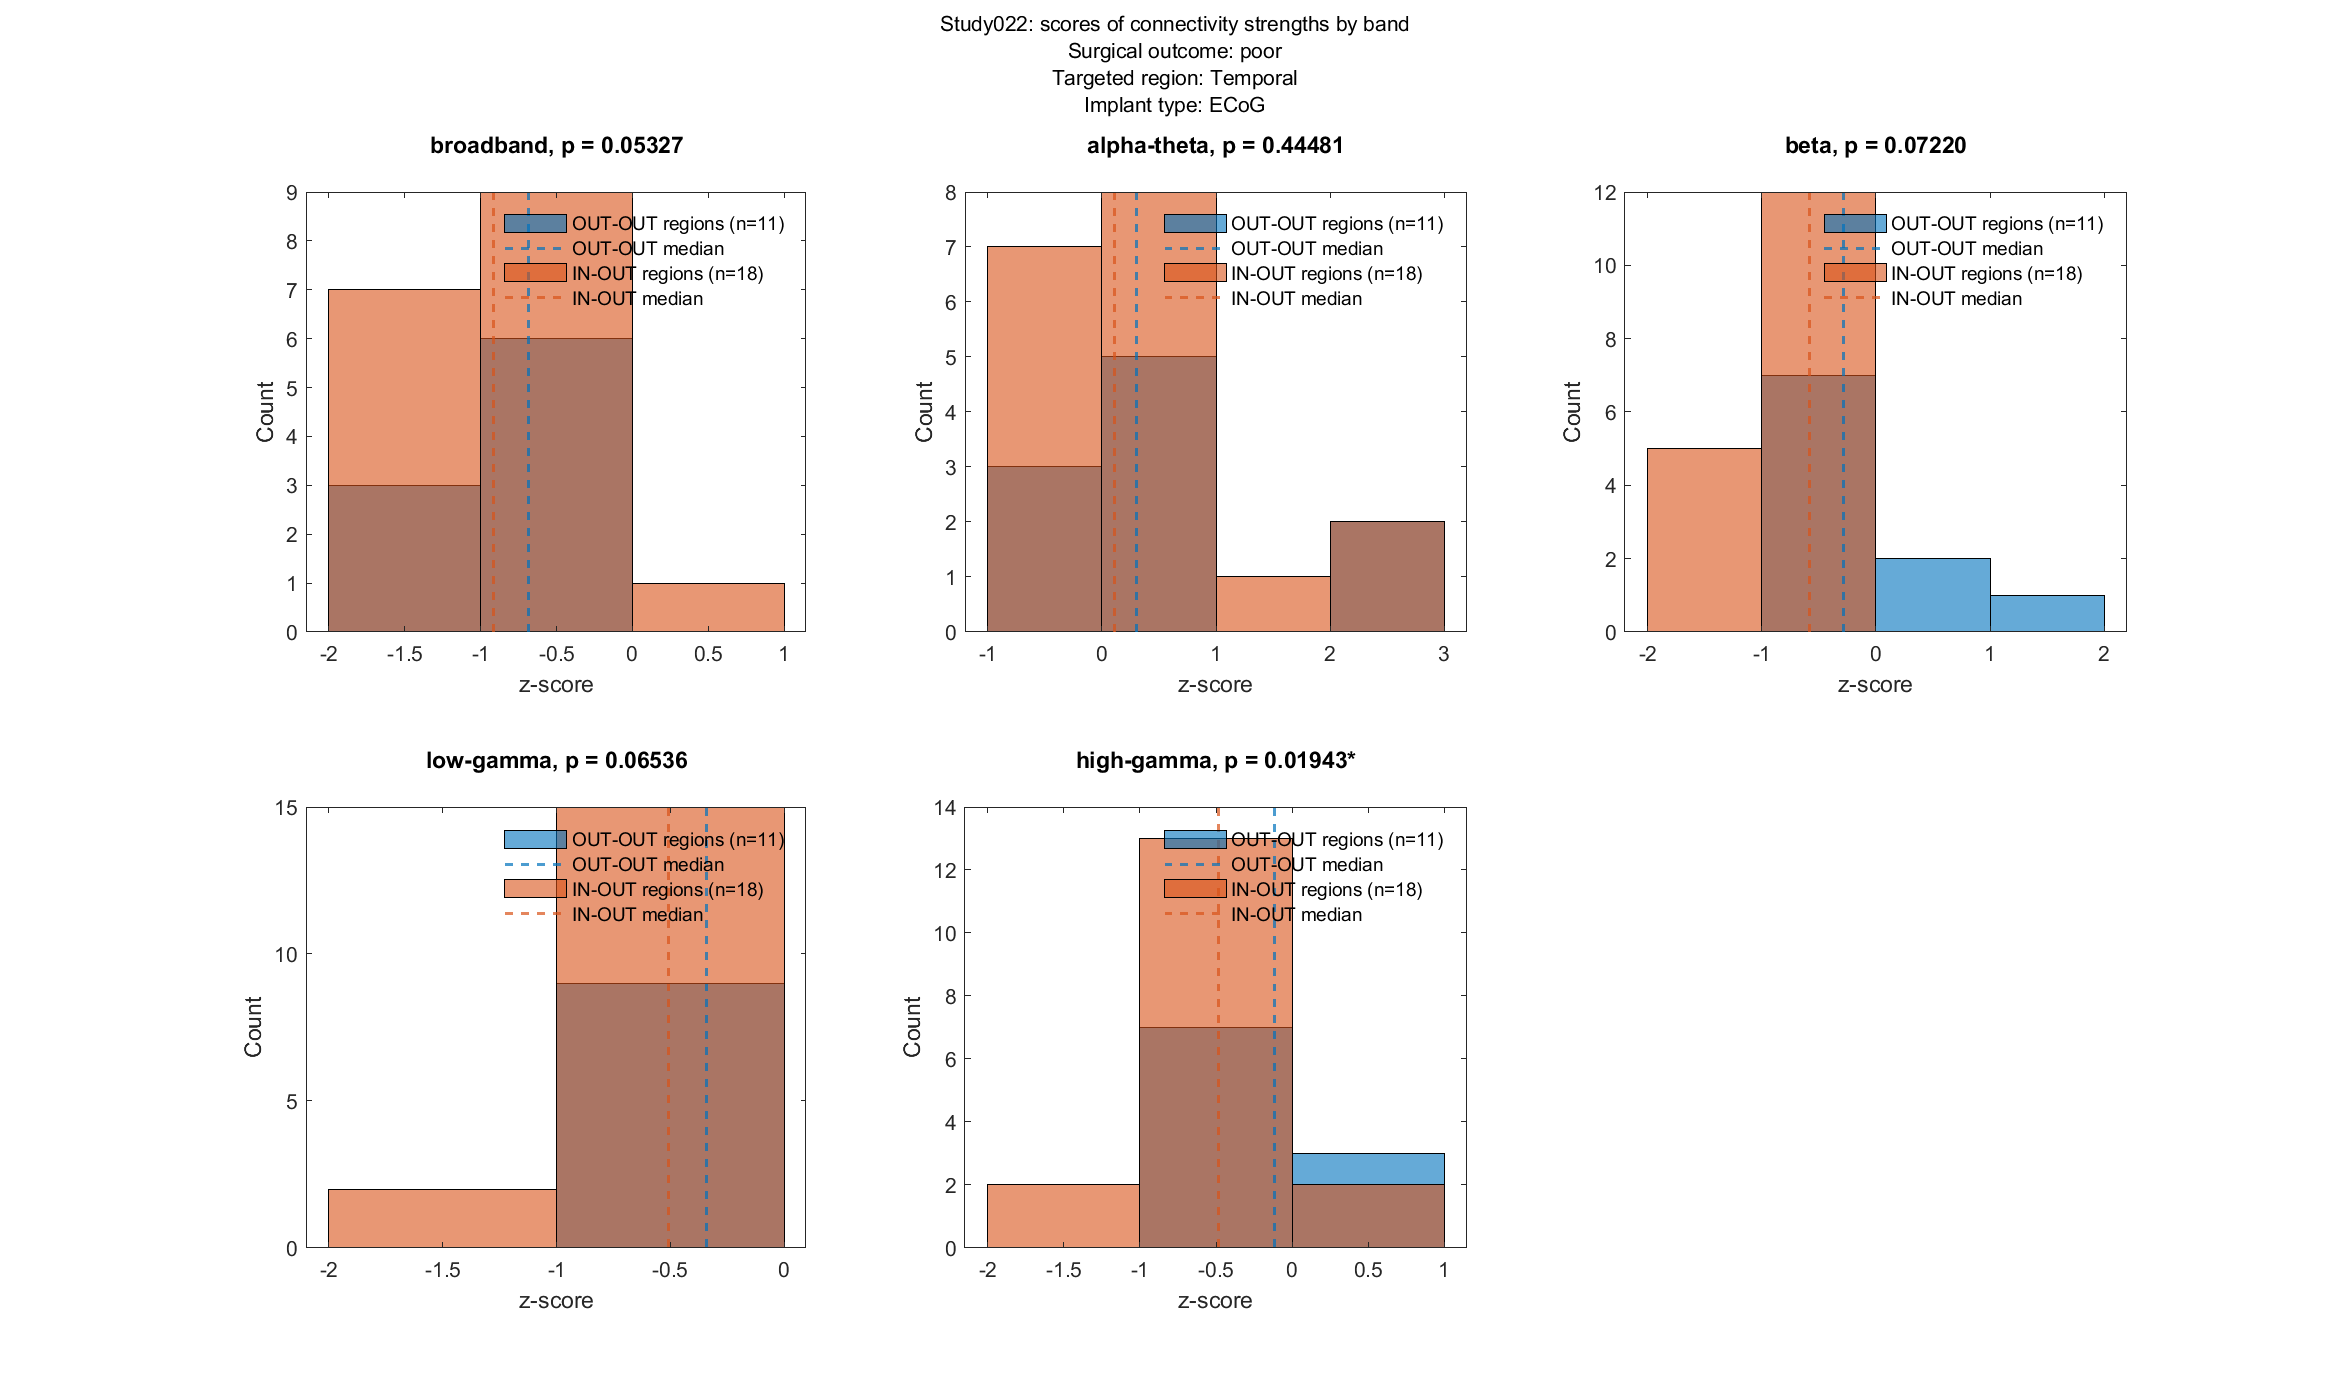 Study022: scores of connectivity strengths by band
Surgical outcome: poor
Targeted region: Temporal
Implant type: ECoG
broadband, p = 0.05327
9
8
7
6
5
4
3
2
1
0
Count
OUT-OUT regions (n=11)
OUT-OUT median
IN-OUT regions (n=18)
IN-OUT median
-2 -1.5 -1 -0.5 0 0.5 1
z-score
alpha-theta, p = 0.44481
8
7
6
5
4
3
2
1
0
Count
OUT-OUT regions (n=11)
OUT-OUT median
IN-OUT regions (n=18)
IN-OUT median
-1 0 1 2 3
z-score
beta, p = 0.07220
12
10
8
6
4
2
0
Count
OUT-OUT regions (n=11)
OUT-OUT median
IN-OUT regions (n=18)
IN-OUT median
-2 -1 0 1 2
z-score
low-gamma, p = 0.06536
15
10
5
0
Count
OUT-OUT regions (n=11)
OUT-OUT median
IN-OUT regions (n=18)
IN-OUT median
-2 -1.5 -1 -0.5 0
z-score
high-gamma, p = 0.01943*
14
12
10
8
6
4
2
0
Count
OUT-OUT regions (n=11)
OUT-OUT median
IN-OUT regions (n=18)
IN-OUT median
-2 -1.5 -1 -0.5 0 0.5 1
z-score